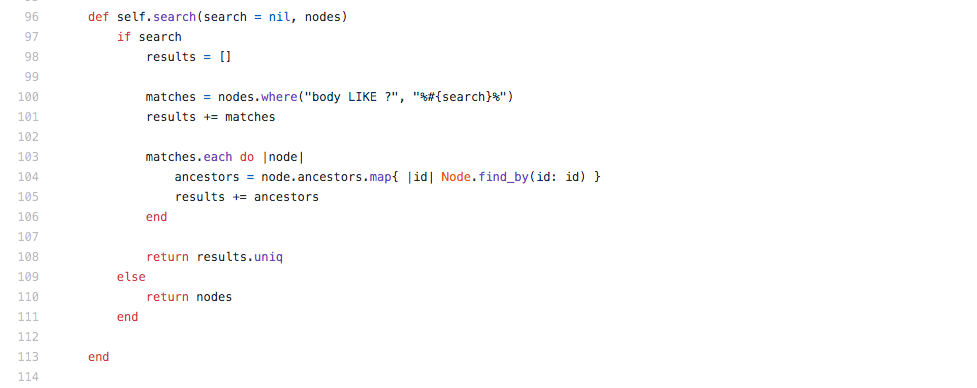 96 def self.search(search = nil, nodes)
97 if search
98 results = []
99
100 matches = nodes.where("body LIKE ?", "%#{search}%")
101 results += matches
102
103 matches.each do |node|
104 ancestors = node.ancestors.map{ |id| Node.find_by(id: id) }
105 results += ancestors
106 end
107
108 return results.uniq
109 else
110 return nodes
111 end
112
113 end
114